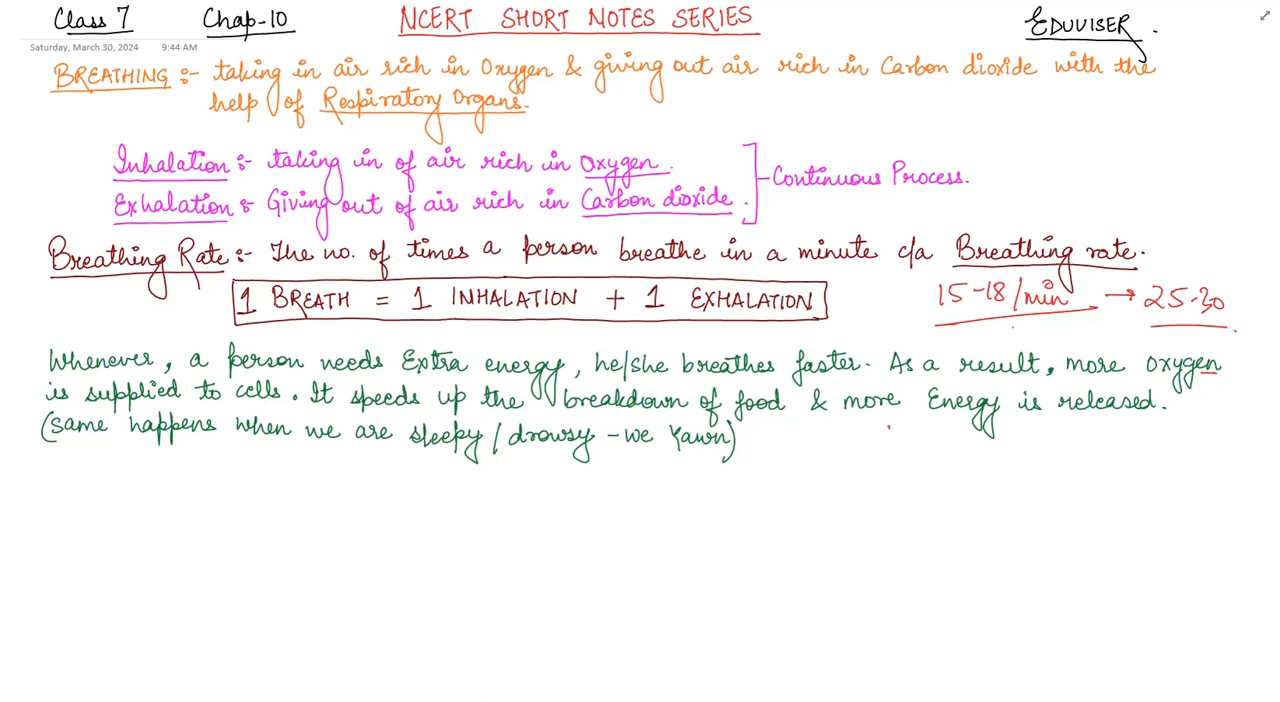 Class 7 Chap-10 NCERT SHORT NOTES SERIES EDUVISER.
Saturday, March 30, 2024 9:44 AM
BREATHING :- taking in air rich in Oxygen & giving out air rich in Carbon dioxide with the
help of Respiratory Organs.
Inhalation :- taking in of air rich in Oxygen.
Exhalation :- Giving out of air rich in Carbon dioxide.
Continuous Process.
Breathing Rate :- The no. of times a person breathe in a minute c/a Breathing rate.
1 BREATH = 1 INHALATION + 1 EXHALATION
15-18/min → 25-30
Whenever, a person needs Extra energy, he/she breathes faster. As a result, more oxygen
is supplied to cells. It speeds up the breakdown of food & more Energy is released.
(same happens when we are sleepy/drowsy - we Yawn)